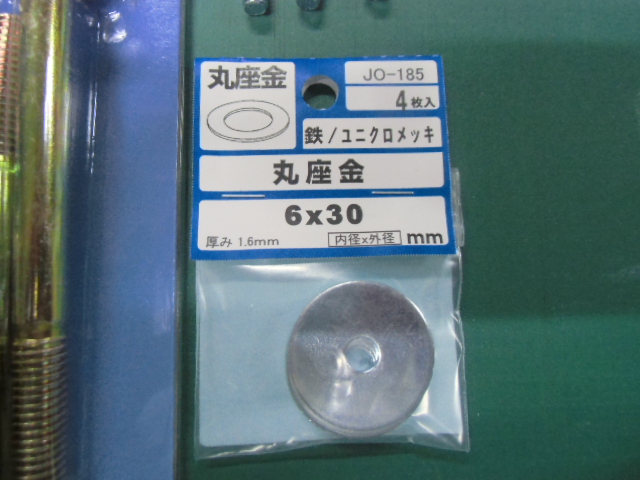 丸座金
JO-185
4枚入
鉄/ユニクロメッキ
丸座金
6x30
厚み 1.6mm
内径x外径 mm